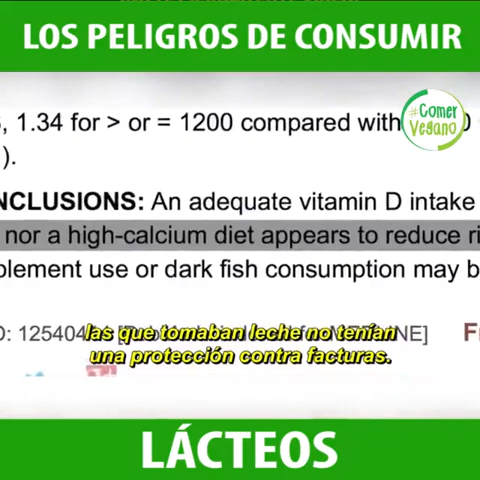 LOS PELIGROS DE CONSUMIR
#Comer
Vegano
, 1.34 for > or = 1200 compared with
).
NCLUSIONS: An adequate vitamin D intake
nor a high-calcium diet appears to reduce ri
plement use or dark fish consumption may b
D: 125404
NE]
las que tomaban leche no tenían
una protección contra facturas.
LÁCTEOS